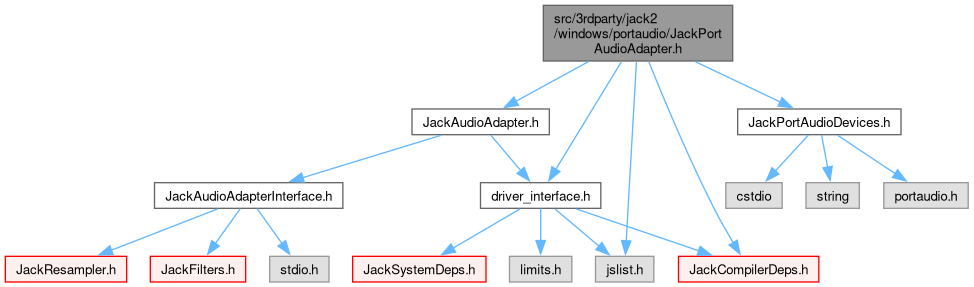 src/3rdparty/jack2
/windows/portaudio/JackPort
AudioAdapter.h
JackAudioAdapter.h
JackPortAudioDevices.h
JackAudioAdapterInterface.h
driver_interface.h
cstdio
string
portaudio.h
JackResampler.h
JackFilters.h
stdio.h
JackSystemDeps.h
limits.h
jslist.h
JackCompilerDeps.h